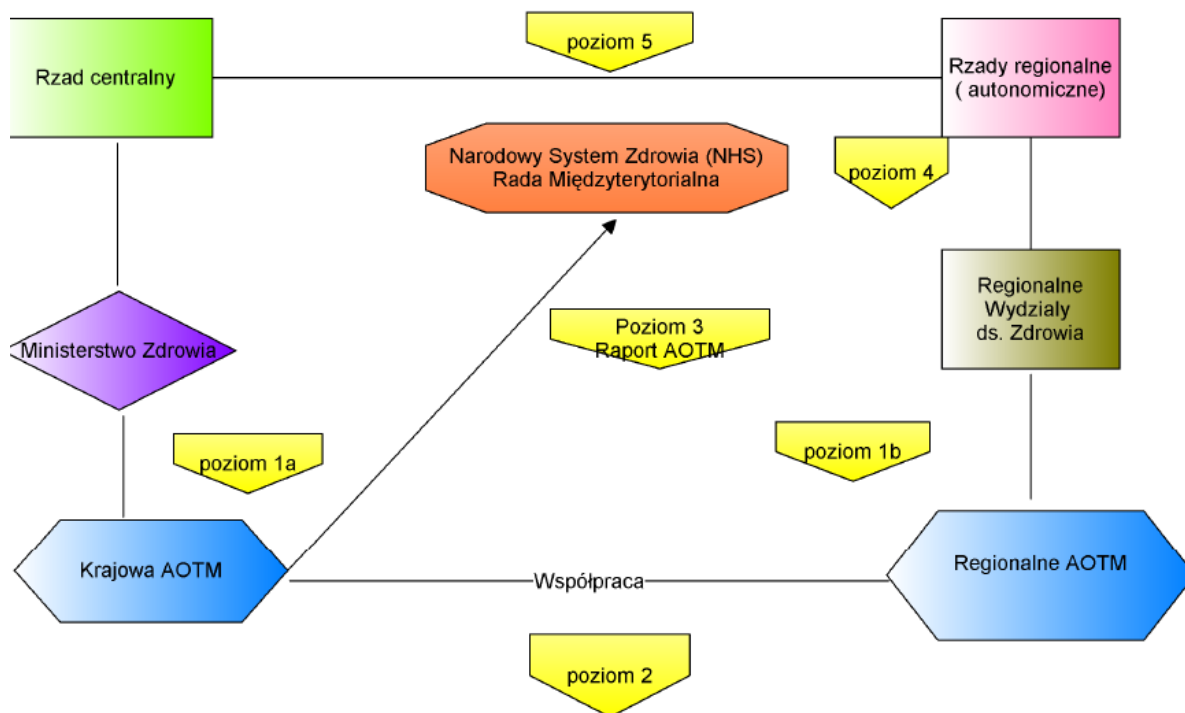 poziom 5
Rzad centralny
Rzady regionalne
( autonomiczne)
Narodowy System Zdrowia (NHS)
Rada Międzyterytorialna
poziom 4
Regionalne
Wydzialy
ds. Zdrowia
Poziom 3
Raport AOTM
Ministerstwo Zdrowia
poziom 1a
poziom 1b
Krajowa AOTM
Współpraca
Regionalne AOTM
poziom 2